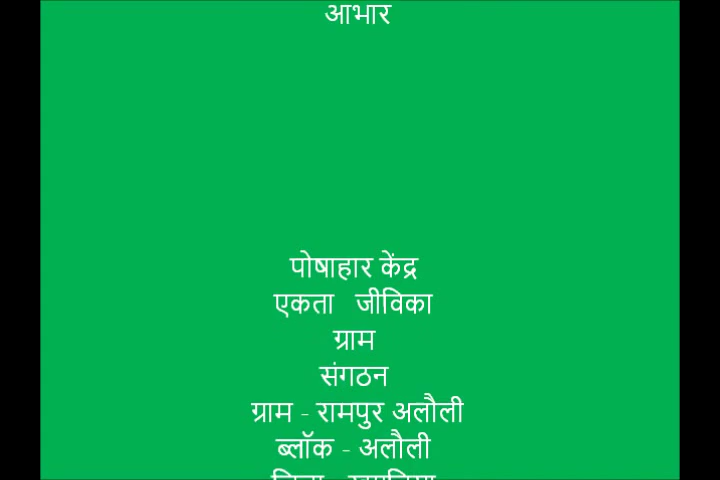 आभार
पोषाहार केंद्र
एकता जीविका
ग्राम
संगठन
ग्राम - रामपुर अलौली
ब्लॉक - अलौली